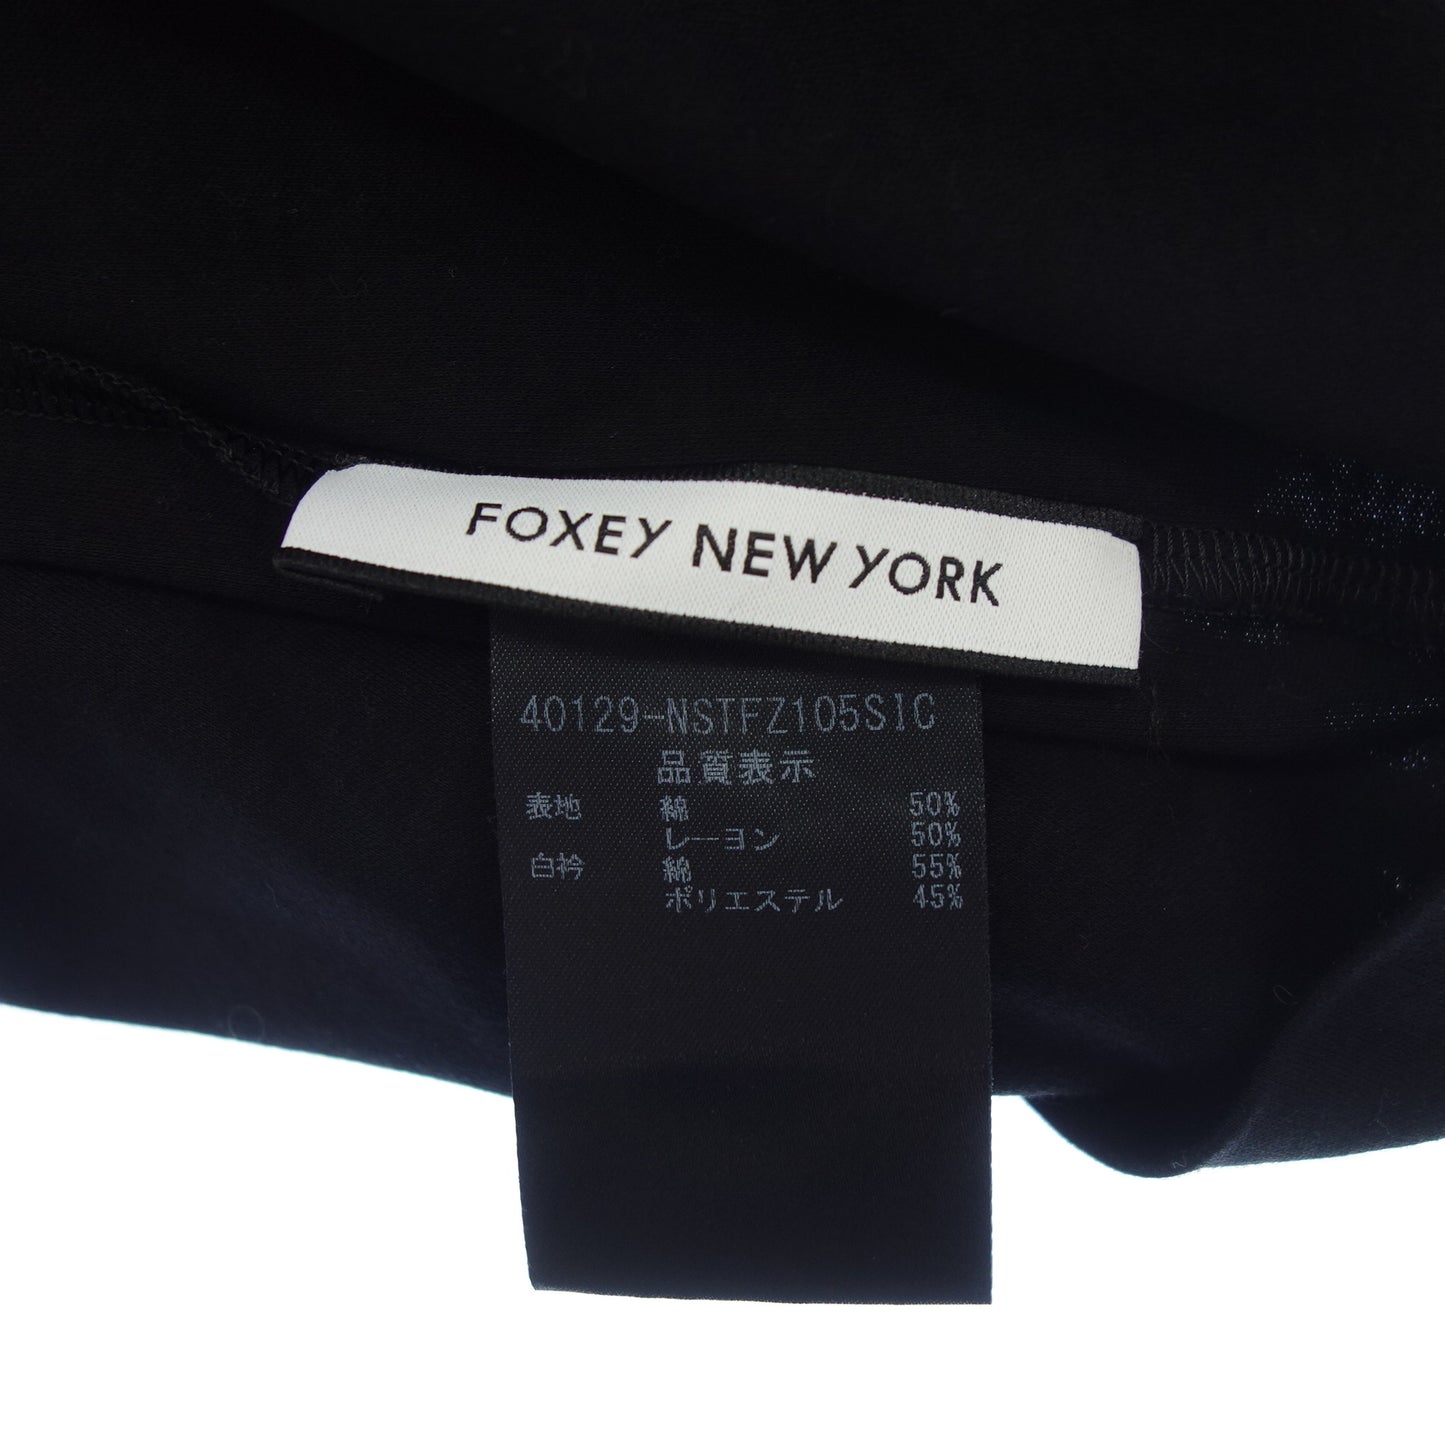 FOXEY NEW YORK
40129-NSTFZ105SIC
品質表示
表地 綿 50%
レーヨン 50%
白衿 綿 55%
ポリエステル 45%